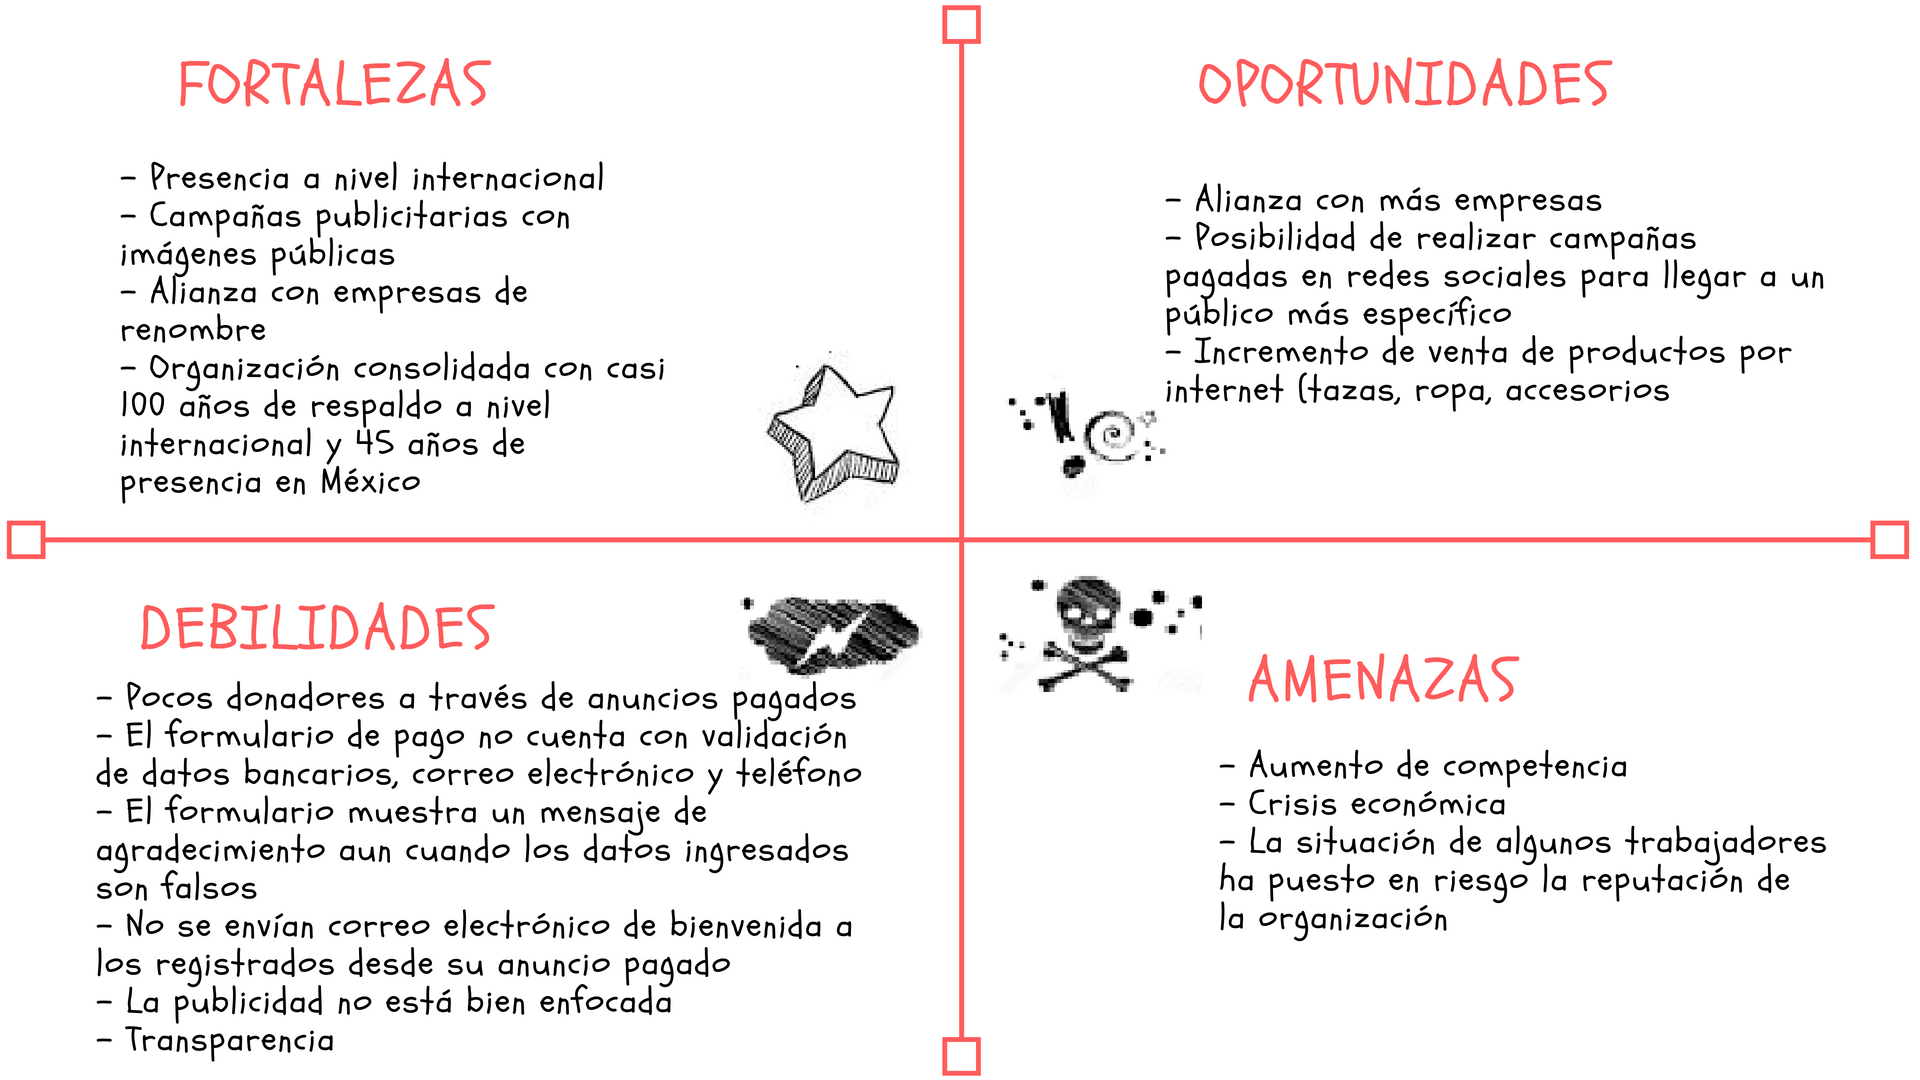 FORTALEZAS
- Presencia a nivel internacional
- Campañas publicitarias con
imágenes públicas
- Alianza con empresas de
renombre
- Organización consolidada con casi
100 años de respaldo a nivel
internacional y 45 años de
presencia en México
OPORTUNIDADES
- Alianza con más empresas
- Posibilidad de realizar campañas
pagadas en redes sociales para llegar a un
público más específico
- Incremento de venta de productos por
internet (tazas, ropa, accesorios
DEBILIDADES
- Pocos donadores a través de anuncios pagados
- El formulario de pago no cuenta con validación
de datos bancarios, correo electrónico y teléfono
- El formulario muestra un mensaje de
agradecimiento aun cuando los datos ingresados
son falsos
- No se envían correo electrónico de bienvenida a
los registrados desde su anuncio pagado
- La publicidad no está bien enfocada
- Transparencia
AMENAZAS
- Aumento de competencia
- Crisis económica
- La situación de algunos trabajadores
ha puesto en riesgo la reputación de
la organización